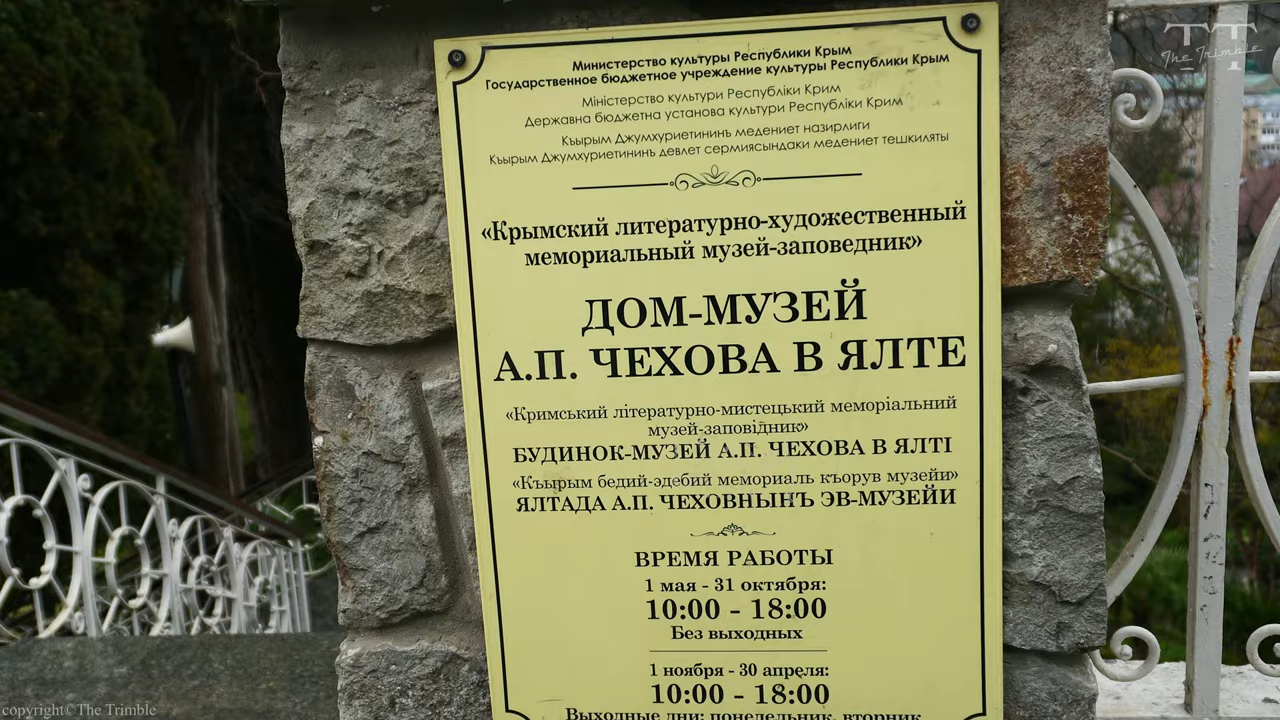 Министерство культуры Республики Крым
Государственное бюджетное учреждение культуры Республики Крым
Міністерство культури Республіки Крим
Державна бюджетна установа культури Республіки Крим
Къырым Джумхуриетининъ медениет назирлиги
Къырым Джумхуриетининъ девлет сермиясындаки медениет тешкиляты
«Крымский литературно-художественный
мемориальный музей-заповедник»
ДОМ-МУЗЕЙ
А.П. ЧЕХОВА В ЯЛТЕ
«Кримський літературно-мистецький меморіальний
музей-заповідник»
БУДИНОК-МУЗЕЙ А.П. ЧЕХОВА В ЯЛТІ
«Къырым бедий-эдебий мемориаль къорув музейи»
ЯЛТАДА А.П. ЧЕХОВНЫНЪ ЭВ-МУЗЕЙИ
ВРЕМЯ РАБОТЫ
1 мая - 31 октября:
10:00 - 18:00
Без выходных
1 ноября - 30 апреля:
10:00 - 18:00
Выходные дни: понедельник, вторник
TT
The Trimble
copyright© The Trimble